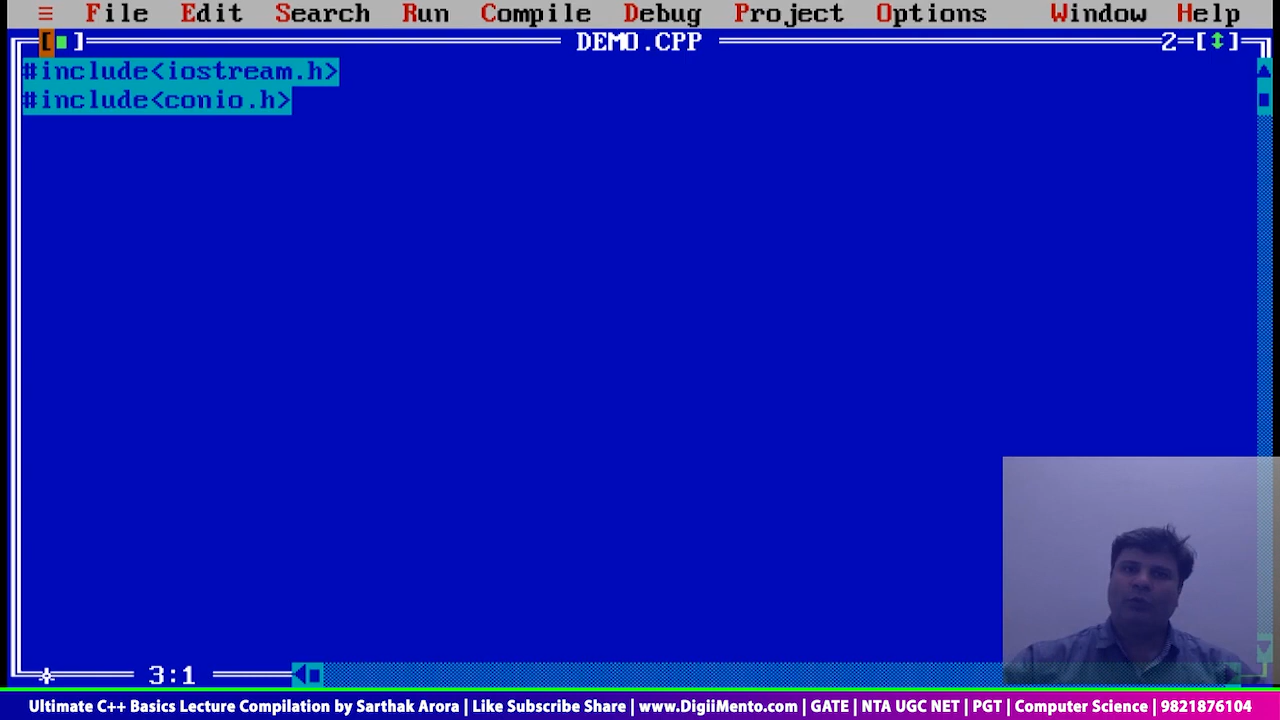 ≡ File Edit Search Run Compile Debug Project Options Window Help
[■] DEMO.CPP 2=[↕]
#include<iostream.h>
#include<conio.h>
3:1
Ultimate C++ Basics Lecture Compilation by Sarthak Arora | Like Subscribe Share | www.DigiiMento.com | GATE | NTA UGC NET | PGT | Computer Science | 9821876104